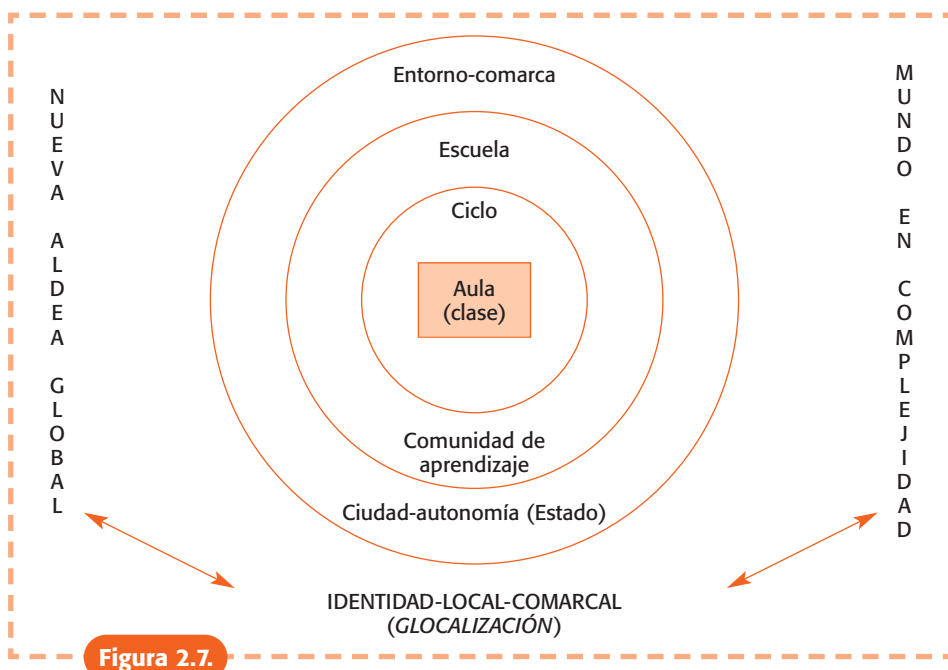 Entorno-comarca
Escuela
Ciclo
Aula
(clase)
Comunidad de
aprendizaje
Ciudad-autonomía (Estado)
NUEVA ALDEA GLOBAL
MUNDO EN COMPLEJIDAD
IDENTIDAD-LOCAL-COMARCAL
(GLOCALIZACIÓN)
Figura 2.7.